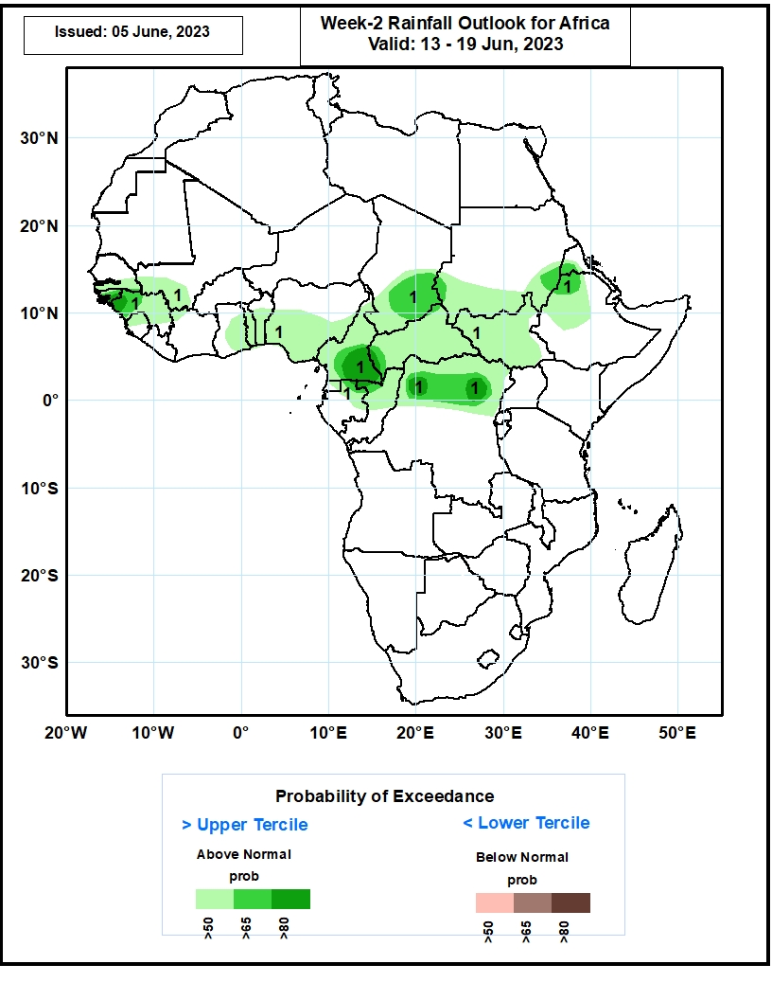 Issued: 05 June, 2023
Week-2 Rainfall Outlook for Africa
Valid: 13 - 19 Jun, 2023
30°N
20°N
10°N
0°
10°S
20°S
30°S
1
1
1
1
1
1
1
1
1
1
20°W 10°W 0° 10°E 20°E 30°E 40°E 50°E
Probability of Exceedance
> Upper Tercile
< Lower Tercile
Above Normal
prob
>50 >65 >80
Below Normal
prob
>50 >65 >80